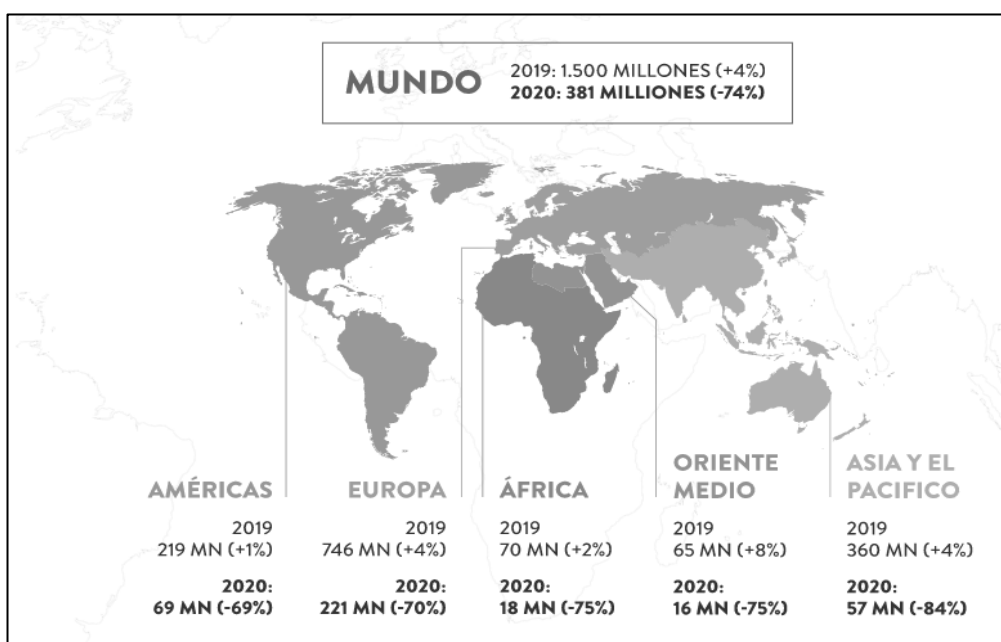 MUNDO
2019: 1.500 MILLONES (+4%)
2020: 381 MILLIONES (-74%)
AMÉRICAS
2019
219 MN (+1%)
2020:
69 MN (-69%)
EUROPA
2019
746 MN (+4%)
2020:
221 MN (-70%)
ÁFRICA
2019
70 MN (+2%)
2020:
18 MN (-75%)
ORIENTE
MEDIO
2019
65 MN (+8%)
2020:
16 MN (-75%)
ASIA Y EL
PACIFICO
2019
360 MN (+4%)
2020:
57 MN (-84%)